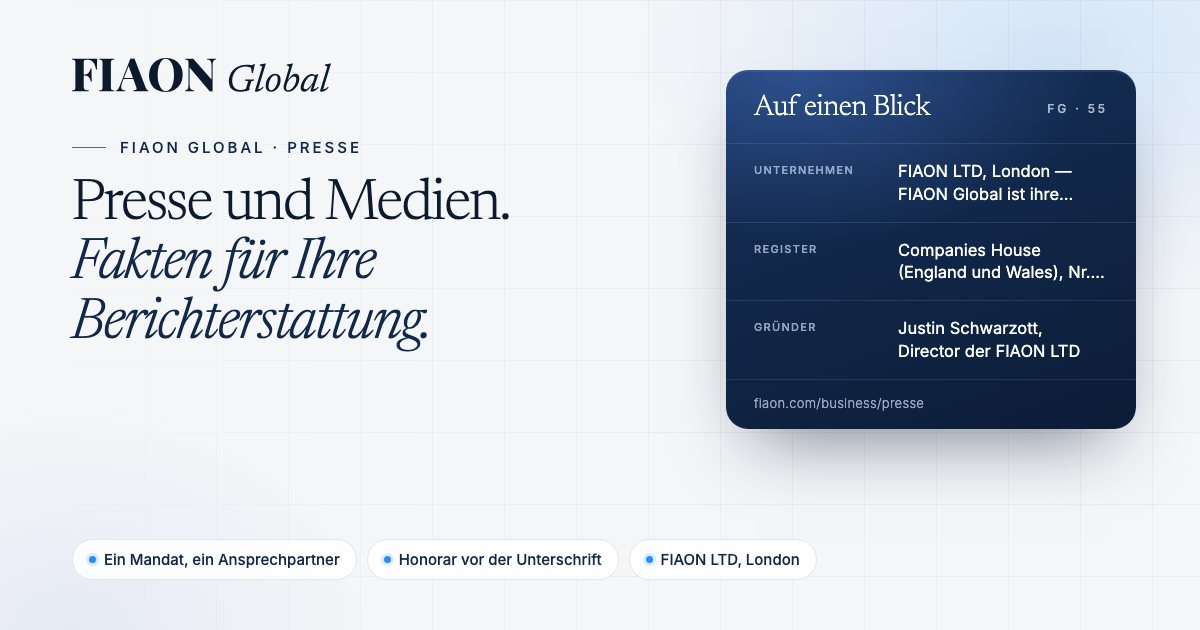 FIAON Global
FIAON GLOBAL · PRESSE
Presse und Medien.
Fakten für Ihre
Berichterstattung.
Auf einen Blick
FG · 55
UNTERNEHMEN
FIAON LTD, London —
FIAON Global ist ihre...
REGISTER
Companies House
(England und Wales), Nr....
GRÜNDER
Justin Schwarzott,
Director der FIAON LTD
fiaon.com/business/presse
Ein Mandat, ein Ansprechpartner
Honorar vor der Unterschrift
FIAON LTD, London